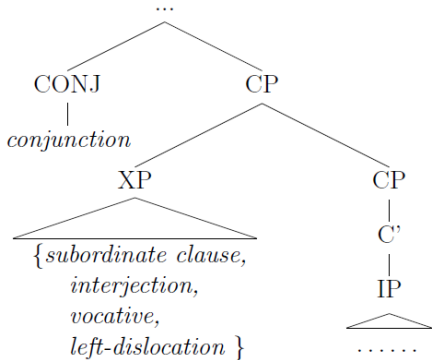 ...
CONJ CP
conjunction
XP CP
C'
{subordinate clause,
interjection, IP
vocative,
left-dislocation } ......